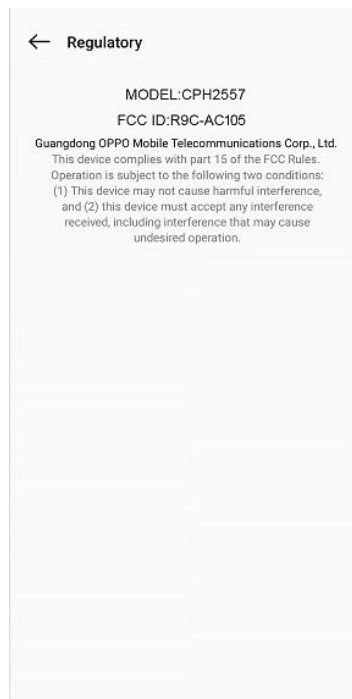 Regulatory
MODEL:CPH2557
FCC ID:R9C-AC105
Guangdong OPPO Mobile Telecommunications Corp., Ltd.
This device complies with part 15 of the FCC Rules.
Operation is subject to the following two conditions:
(1) This device may not cause harmful interference,
and (2) this device must accept any interference
received, including interference that may cause
undesired operation.